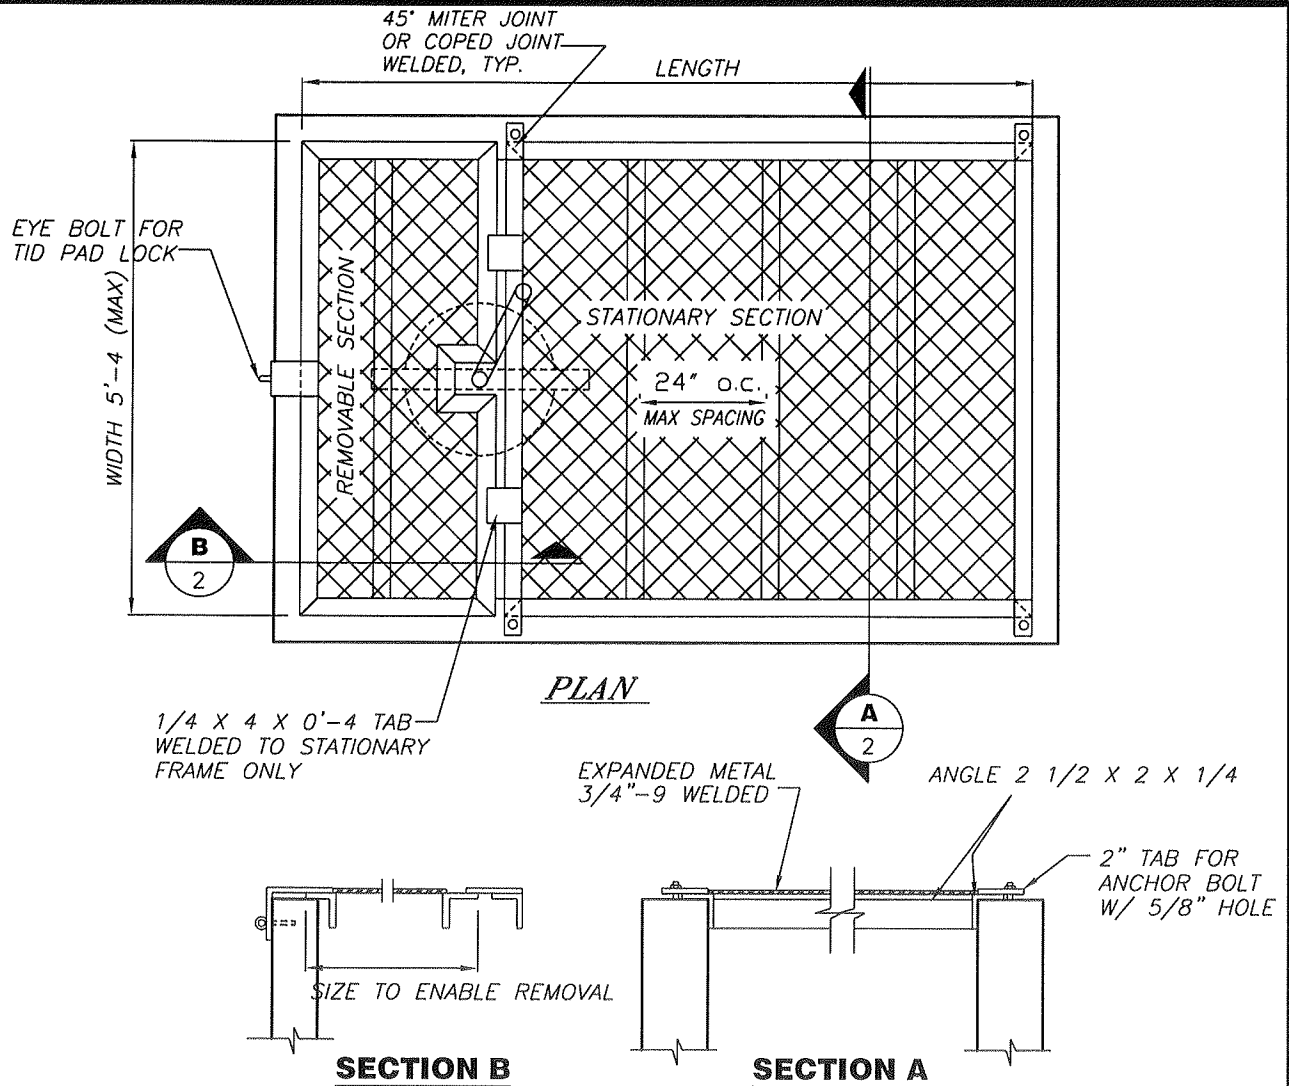 45° MITER JOINT
OR COPED JOINT
WELDED, TYP.
LENGTH
EYE BOLT FOR
TID PAD LOCK
WIDTH 5'-4 (MAX)
REMOVABLE SECTION
STATIONARY SECTION
24" O.C.
MAX SPACING
B
2
PLAN
A
2
1/4 X 4 X 0'-4 TAB
WELDED TO STATIONARY
FRAME ONLY
EXPANDED METAL
3/4"-9 WELDED
ANGLE 2 1/2 X 2 X 1/4
2" TAB FOR
ANCHOR BOLT
W/ 5/8" HOLE
SIZE TO ENABLE REMOVAL
SECTION B
SECTION A